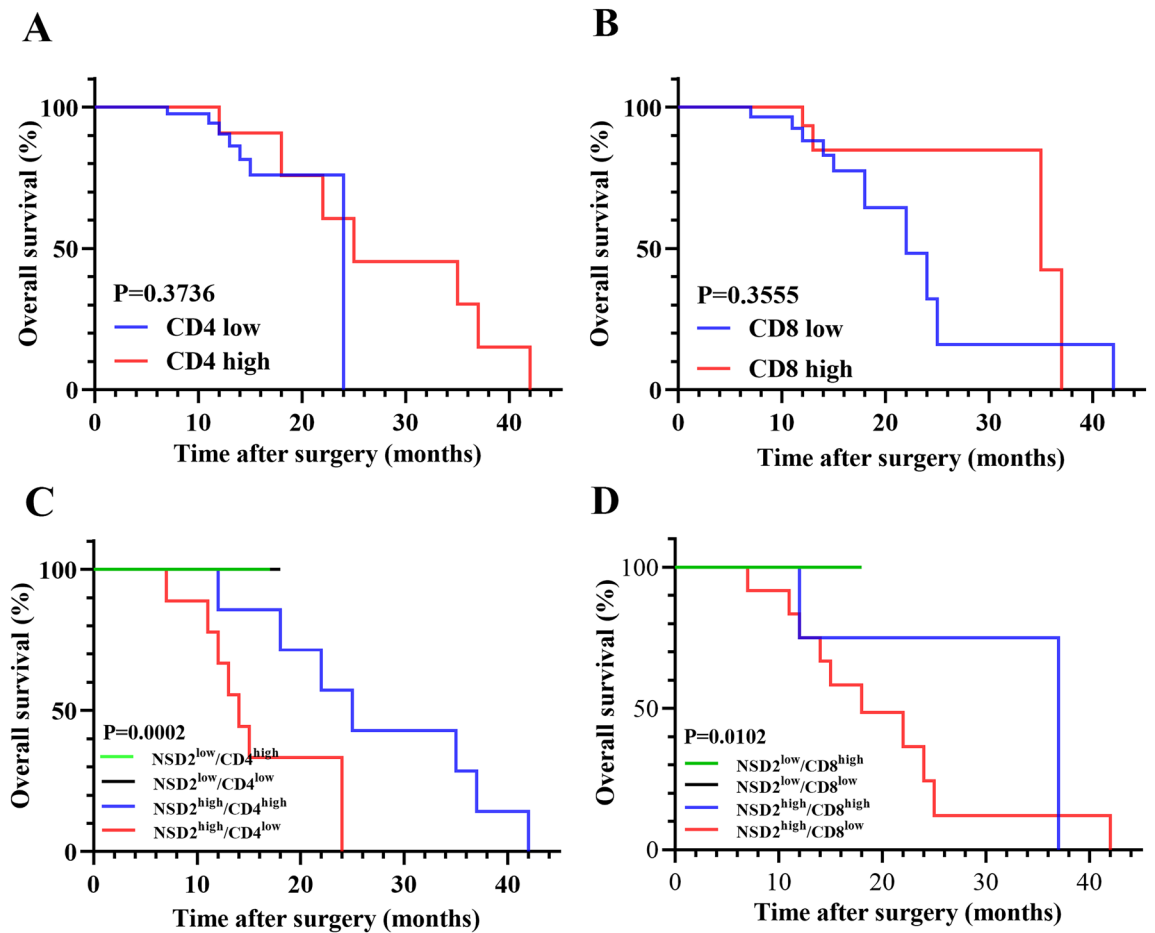 A
Overall survival (%)
100
50
0
P=0.3736
CD4 low
CD4 high
0 10 20 30 40
Time after surgery (months)
B
Overall survival (%)
100
50
0
P=0.3555
CD8 low
CD8 high
0 10 20 30 40
Time after surgery (months)
C
Overall survival (%)
100
50
0
P=0.0002
NSD2low/CD4high
NSD2low/CD4low
NSD2high/CD4high
NSD2high/CD4low
0 10 20 30 40
Time after surgery (months)
D
Overall survival (%)
100
50
0
P=0.0102
NSD2low/CD8high
NSD2low/CD8low
NSD2high/CD8high
NSD2high/CD8low
0 10 20 30 40
Time after surgery (months)